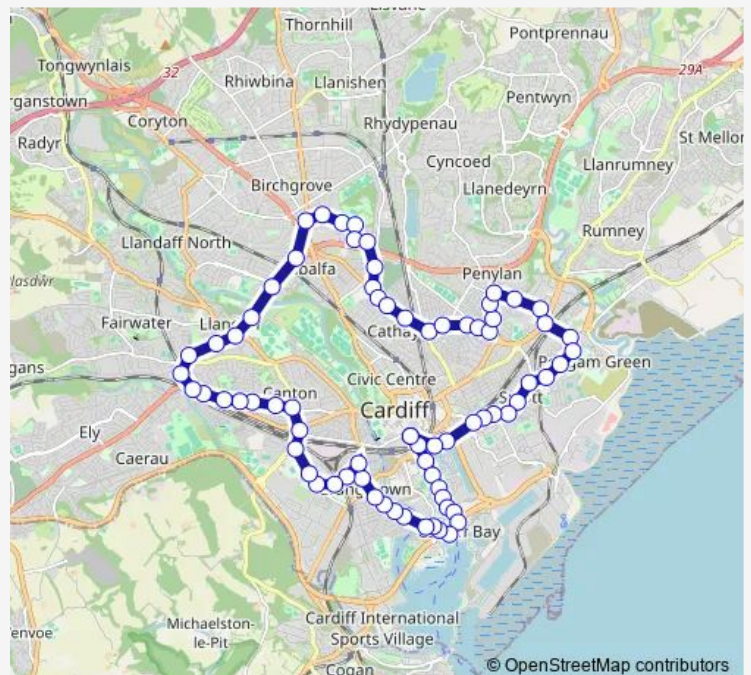 Thornhill
Pontprennau
Tongwynlais
32
Rhiwbina
Llanishen
29A
Pentwyn
Coryton
Rhydypenau
Radyr
St Mellor
Cyncoed
Llanrumney
Birchgrove
Llanedeyrn
Rumney
Llandaff North
Penylan
Fairwater
Cathay
Civic Centre
Canton
Cardiff
Ely
Caerau
Bay
Michaelston-
le-Pit
Cardiff International
Sports Village
Cogan
© OpenStreetMap contributors